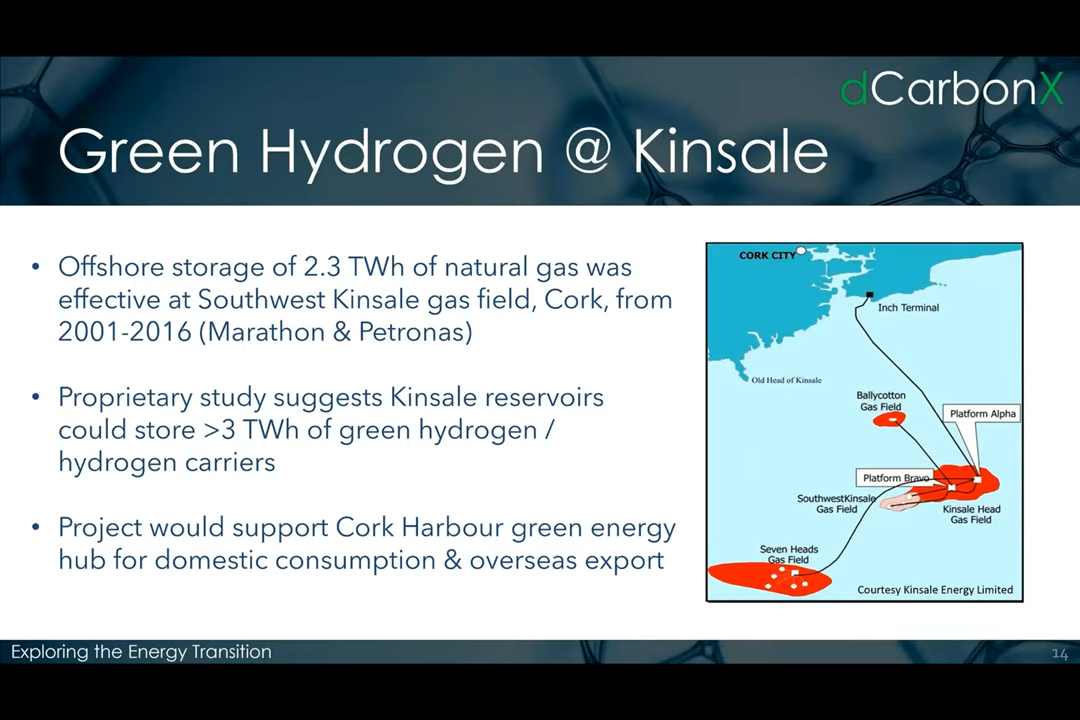 dCarbonX
Green Hydrogen @ Kinsale
• Offshore storage of 2.3 TWh of natural gas was
effective at Southwest Kinsale gas field, Cork, from
2001-2016 (Marathon & Petronas)
• Proprietary study suggests Kinsale reservoirs
could store >3 TWh of green hydrogen /
hydrogen carriers
• Project would support Cork Harbour green energy
hub for domestic consumption & overseas export
CORK CITY
Inch Terminal
Old Head of Kinsale
Ballycotton
Gas Field
Platform Alpha
Platform Bravo
SouthwestKinsale
Gas Field
Kinsale Head
Gas Field
Seven Heads
Gas Field
Courtesy Kinsale Energy Limited
Exploring the Energy Transition
14